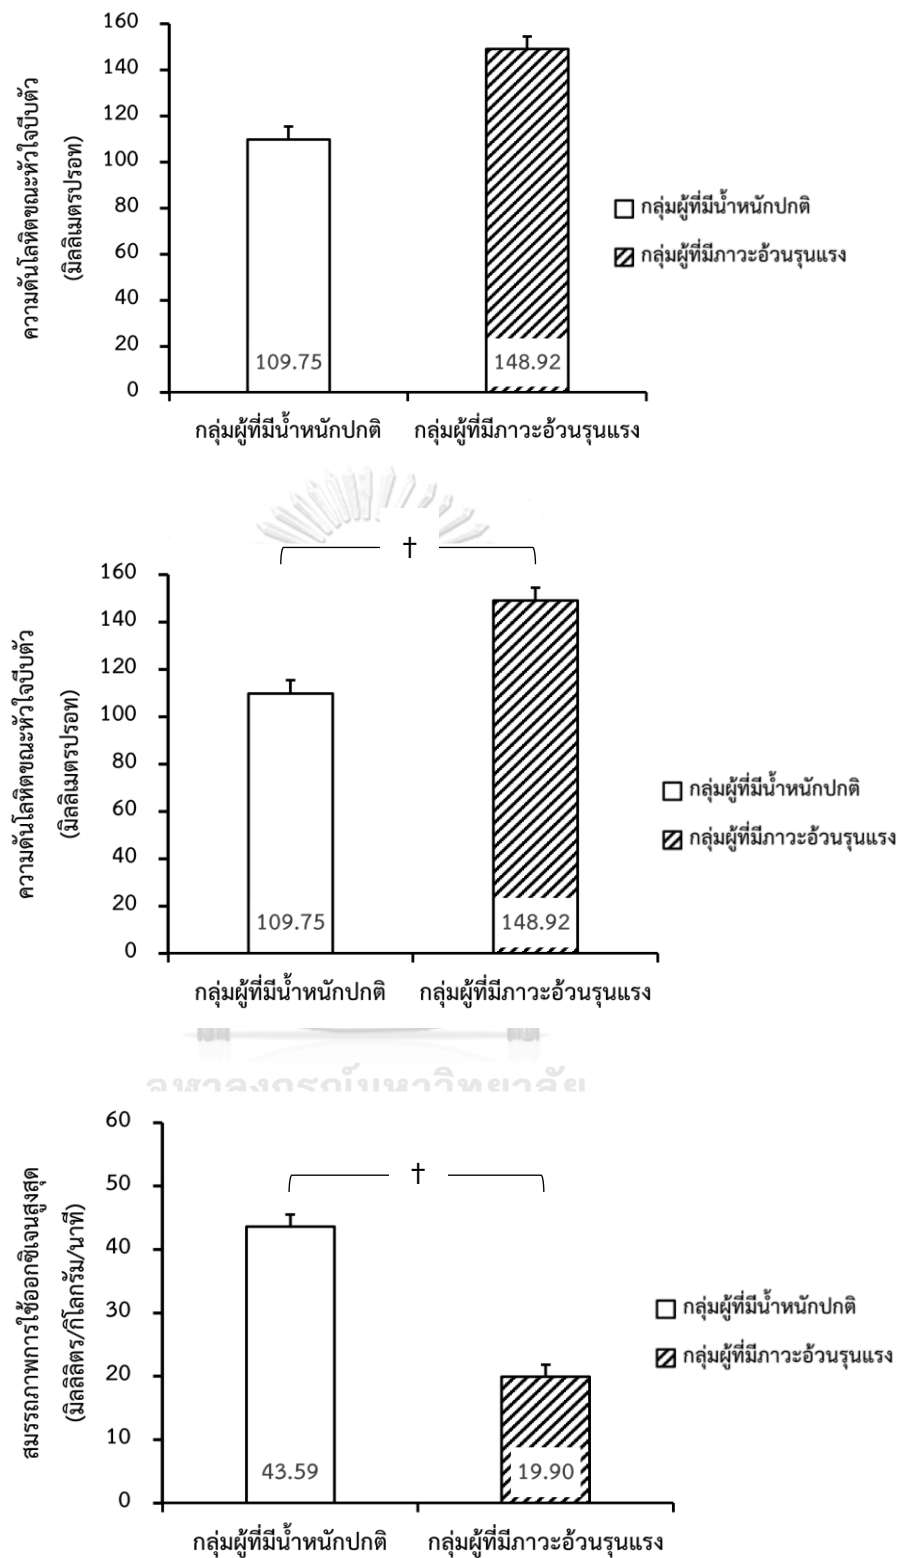 160
140
120
100
80
60
40
20
0
ความดันโลหิตขณะหัวใจบีบตัว
(มิลลิเมตรปรอท)
109.75
148.92
กลุ่มผู้ที่มีน้ำหนักปกติ
กลุ่มผู้ที่มีภาวะอ้วนรุนแรง
กลุ่มผู้ที่มีน้ำหนักปกติ กลุ่มผู้ที่มีภาวะอ้วนรุนแรง
†
160
140
120
100
80
60
40
20
0
ความดันโลหิตขณะหัวใจบีบตัว
(มิลลิเมตรปรอท)
109.75
148.92
กลุ่มผู้ที่มีน้ำหนักปกติ
กลุ่มผู้ที่มีภาวะอ้วนรุนแรง
กลุ่มผู้ที่มีน้ำหนักปกติ กลุ่มผู้ที่มีภาวะอ้วนรุนแรง
จุฬาลงกรณ์มหาวิทยาลัย
†
60
50
40
30
20
10
0
สมรรถภาพการใช้ออกซิเจนสูงสุด
(มิลลิลิตร/กิโลกรัม/นาที)
43.59
19.90
กลุ่มผู้ที่มีน้ำหนักปกติ
กลุ่มผู้ที่มีภาวะอ้วนรุนแรง
กลุ่มผู้ที่มีน้ำหนักปกติ กลุ่มผู้ที่มีภาวะอ้วนรุนแรง